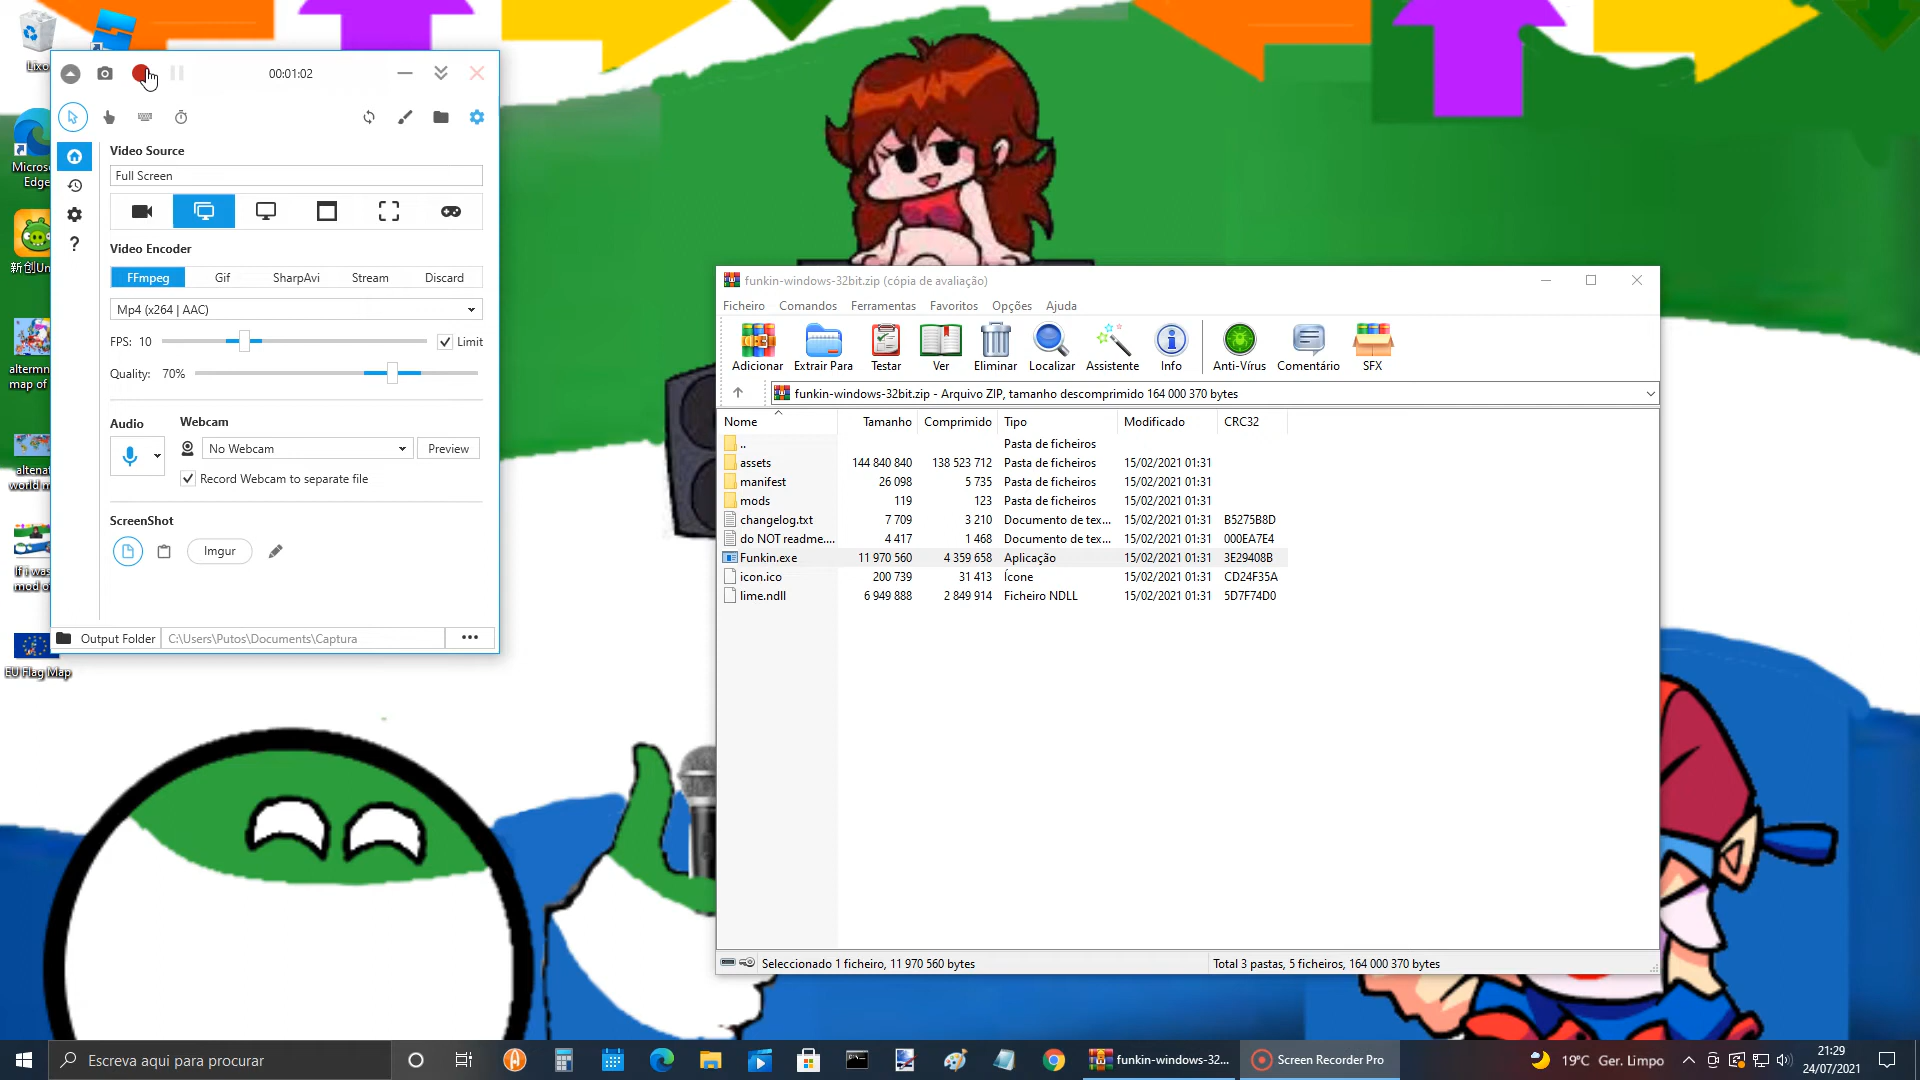 Lixo
Micros
Edge
新创Un
altermn
map of
altenat
world m
If i was
mod of
EU Flag Map
00:01:02
Video Source
Full Screen
Video Encoder
FFmpeg Gif SharpAvi Stream Discard
Mp4 (x264 | AAC)
FPS: 10 Limit
Quality: 70%
Audio Webcam
No Webcam Preview
Record Webcam to separate file
ScreenShot
Imgur
Output Folder C:\Users\Putos\Documents\Captura •••
funkin-windows-32bit.zip (cópia de avaliação)
Ficheiro Comandos Ferramentas Favoritos Opções Ajuda
Adicionar Extrair Para Testar Ver Eliminar Localizar Assistente Info Anti-Vírus Comentário SFX
funkin-windows-32bit.zip - Arquivo ZIP, tamanho descomprimido 164 000 370 bytes
Nome Tamanho Comprimido Tipo Modificado CRC32
.. Pasta de ficheiros
assets 144 840 840 138 523 712 Pasta de ficheiros 15/02/2021 01:31
manifest 26 098 5 735 Pasta de ficheiros 15/02/2021 01:31
mods 119 123 Pasta de ficheiros 15/02/2021 01:31
changelog.txt 7 709 3 210 Documento de tex... 15/02/2021 01:31 B5275B8D
do NOT readme.... 4 417 1 468 Documento de tex... 15/02/2021 01:31 000EA7E4
Funkin.exe 11 970 560 4 359 658 Aplicação 15/02/2021 01:31 3E29408B
icon.ico 200 739 31 413 Ícone 15/02/2021 01:31 CD24F35A
lime.ndll 6 949 888 2 849 914 Ficheiro NDLL 15/02/2021 01:31 5D7F74D0
Seleccionado 1 ficheiro, 11 970 560 bytes Total 3 pastas, 5 ficheiros, 164 000 370 bytes
Escreva aqui para procurar
funkin-windows-32...
Screen Recorder Pro
19°C Ger. Limpo
21:29
24/07/2021